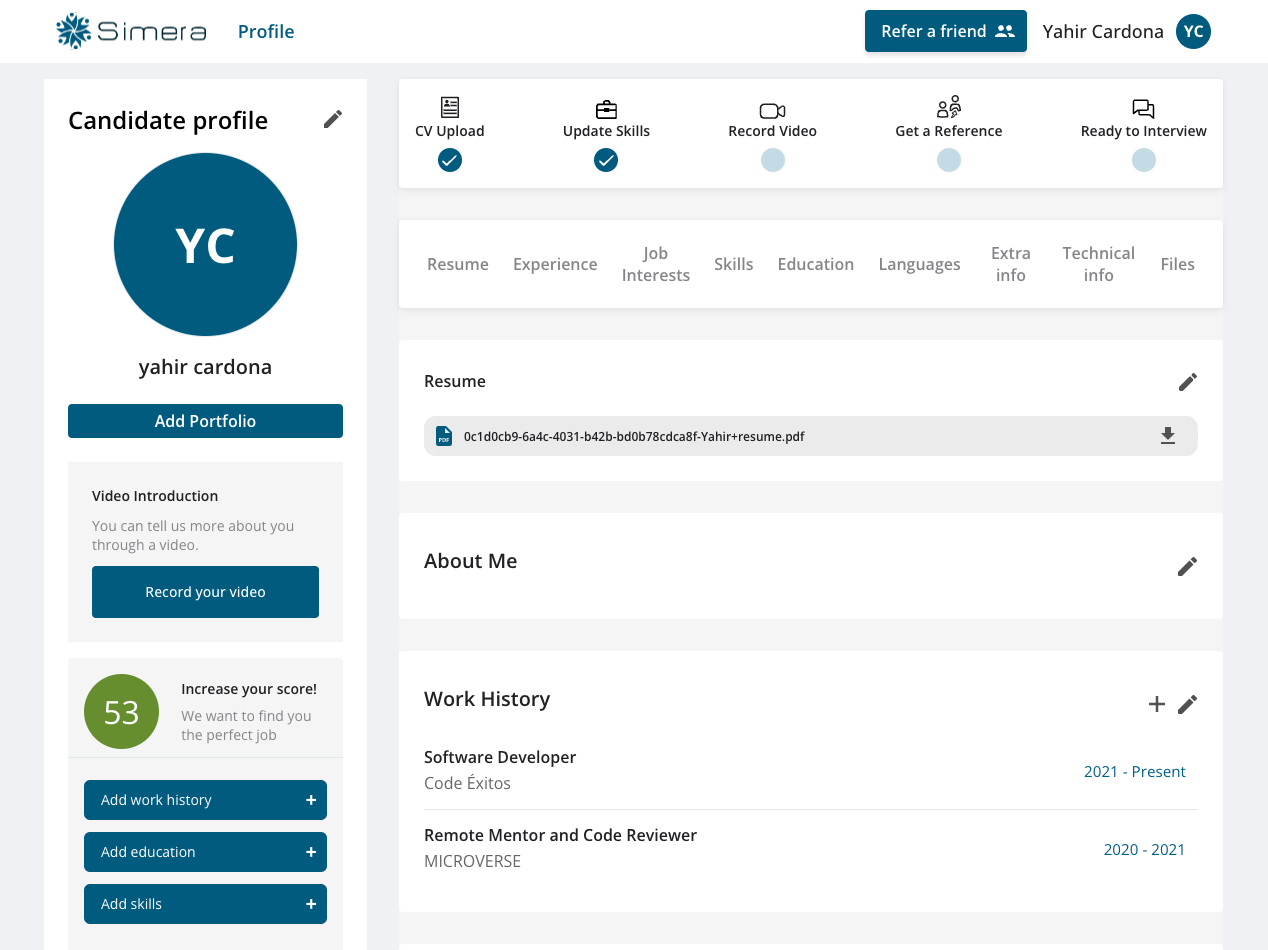 Simera
Profile
Refer a friend
Yahir Cardona
YC
Candidate profile
YC
yahir cardona
Add Portfolio
Video Introduction
You can tell us more about you
through a video.
Record your video
53
Increase your score!
We want to find you
the perfect job
Add work history +
Add education +
Add skills +
CV Upload
Update Skills
Record Video
Get a Reference
Ready to Interview
Resume
Experience
Job
Interests
Skills
Education
Languages
Extra
info
Technical
info
Files
Resume
PDF
0c1d0cb9-6a4c-4031-b42b-bd0b78cdca8f-Yahir+resume.pdf
About Me
Work History
Software Developer
Code Éxitos
2021 - Present
Remote Mentor and Code Reviewer
MICROVERSE
2020 - 2021